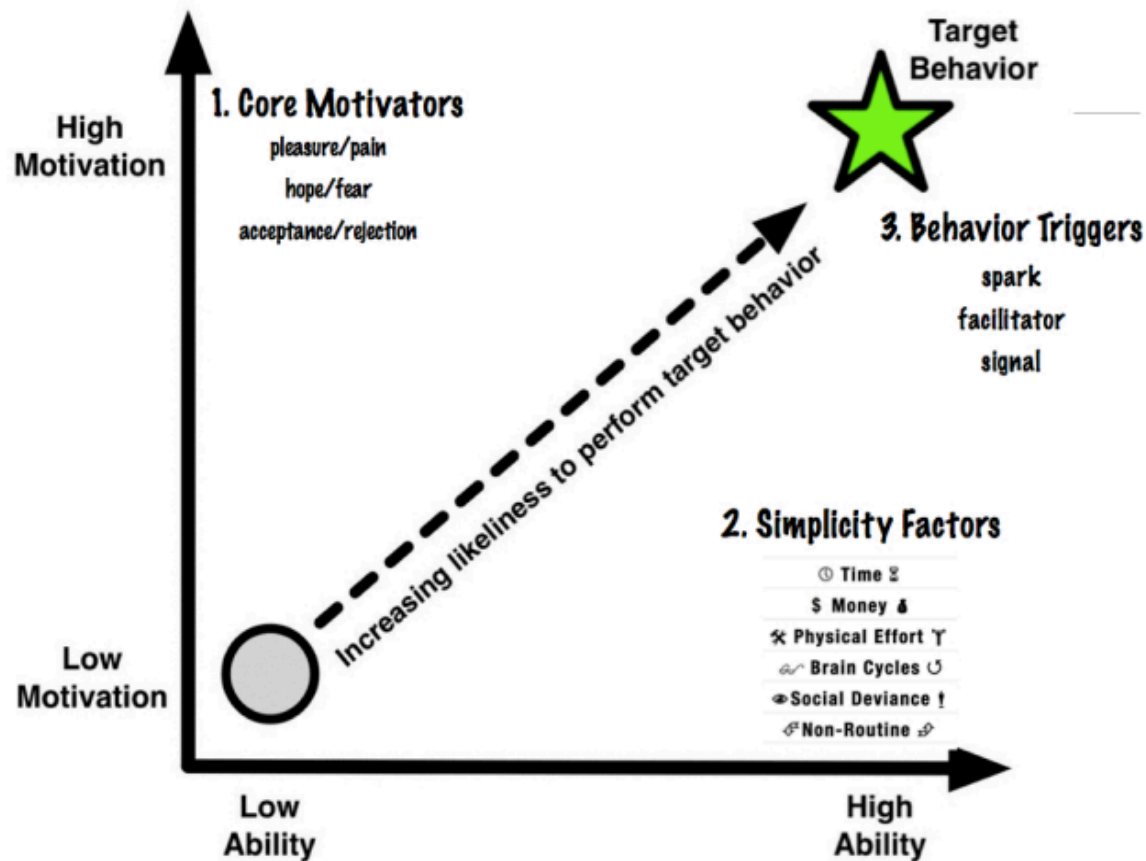 Target
Behavior
1. Core Motivators
pleasure/pain
hope/fear
acceptance/rejection
High
Motivation
3. Behavior Triggers
spark
facilitator
signal
Increasing likeliness to perform target behavior
2. Simplicity Factors
Time
$ Money
Physical Effort
Brain Cycles
Social Deviance
Non-Routine
Low
Motivation
Low
Ability
High
Ability